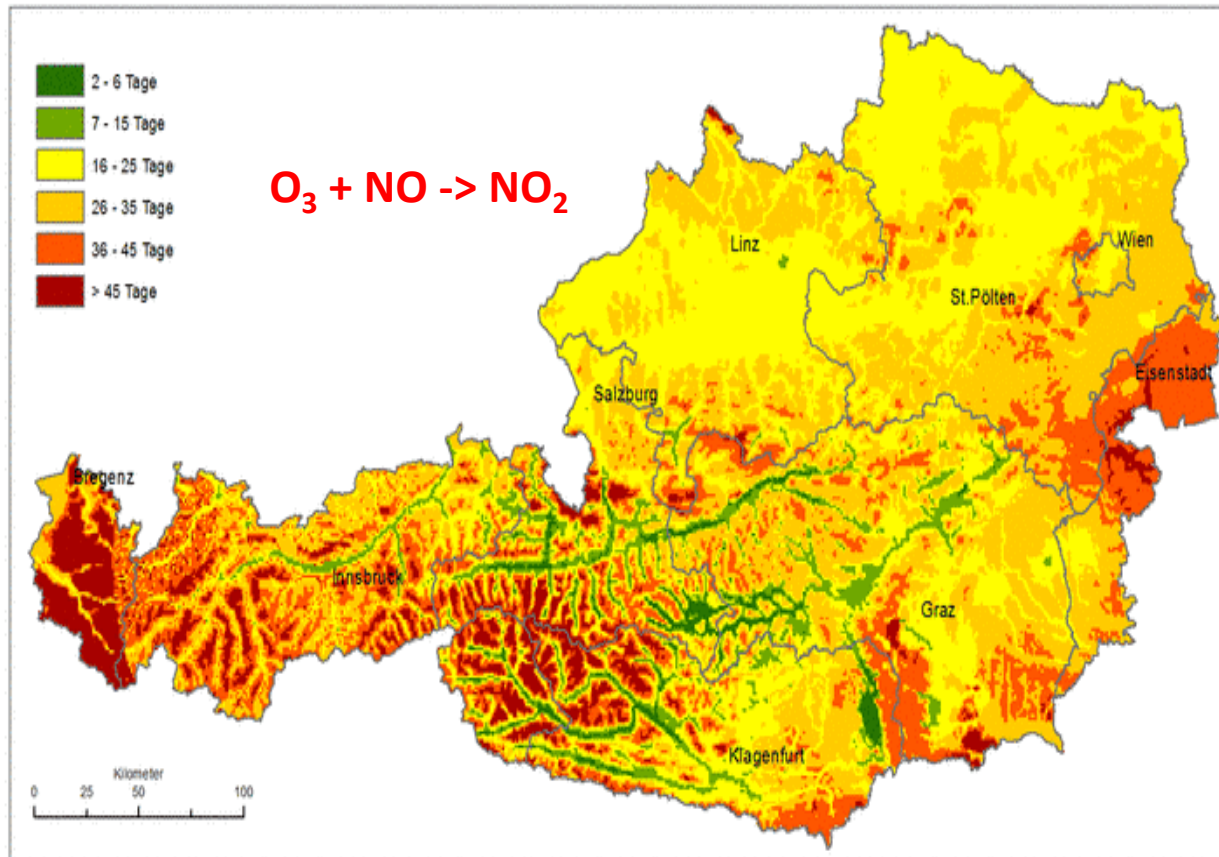 2 - 6 Tage
7 - 15 Tage
16 - 25 Tage
26 - 35 Tage
36 - 45 Tage
> 45 Tage
O₃ + NO -> NO₂
Linz
Wien
St.Pölten
Eisenstadt
Salzburg
Bregenz
Innsbruck
Graz
Klagenfurt
Kilometer
0 25 50 100